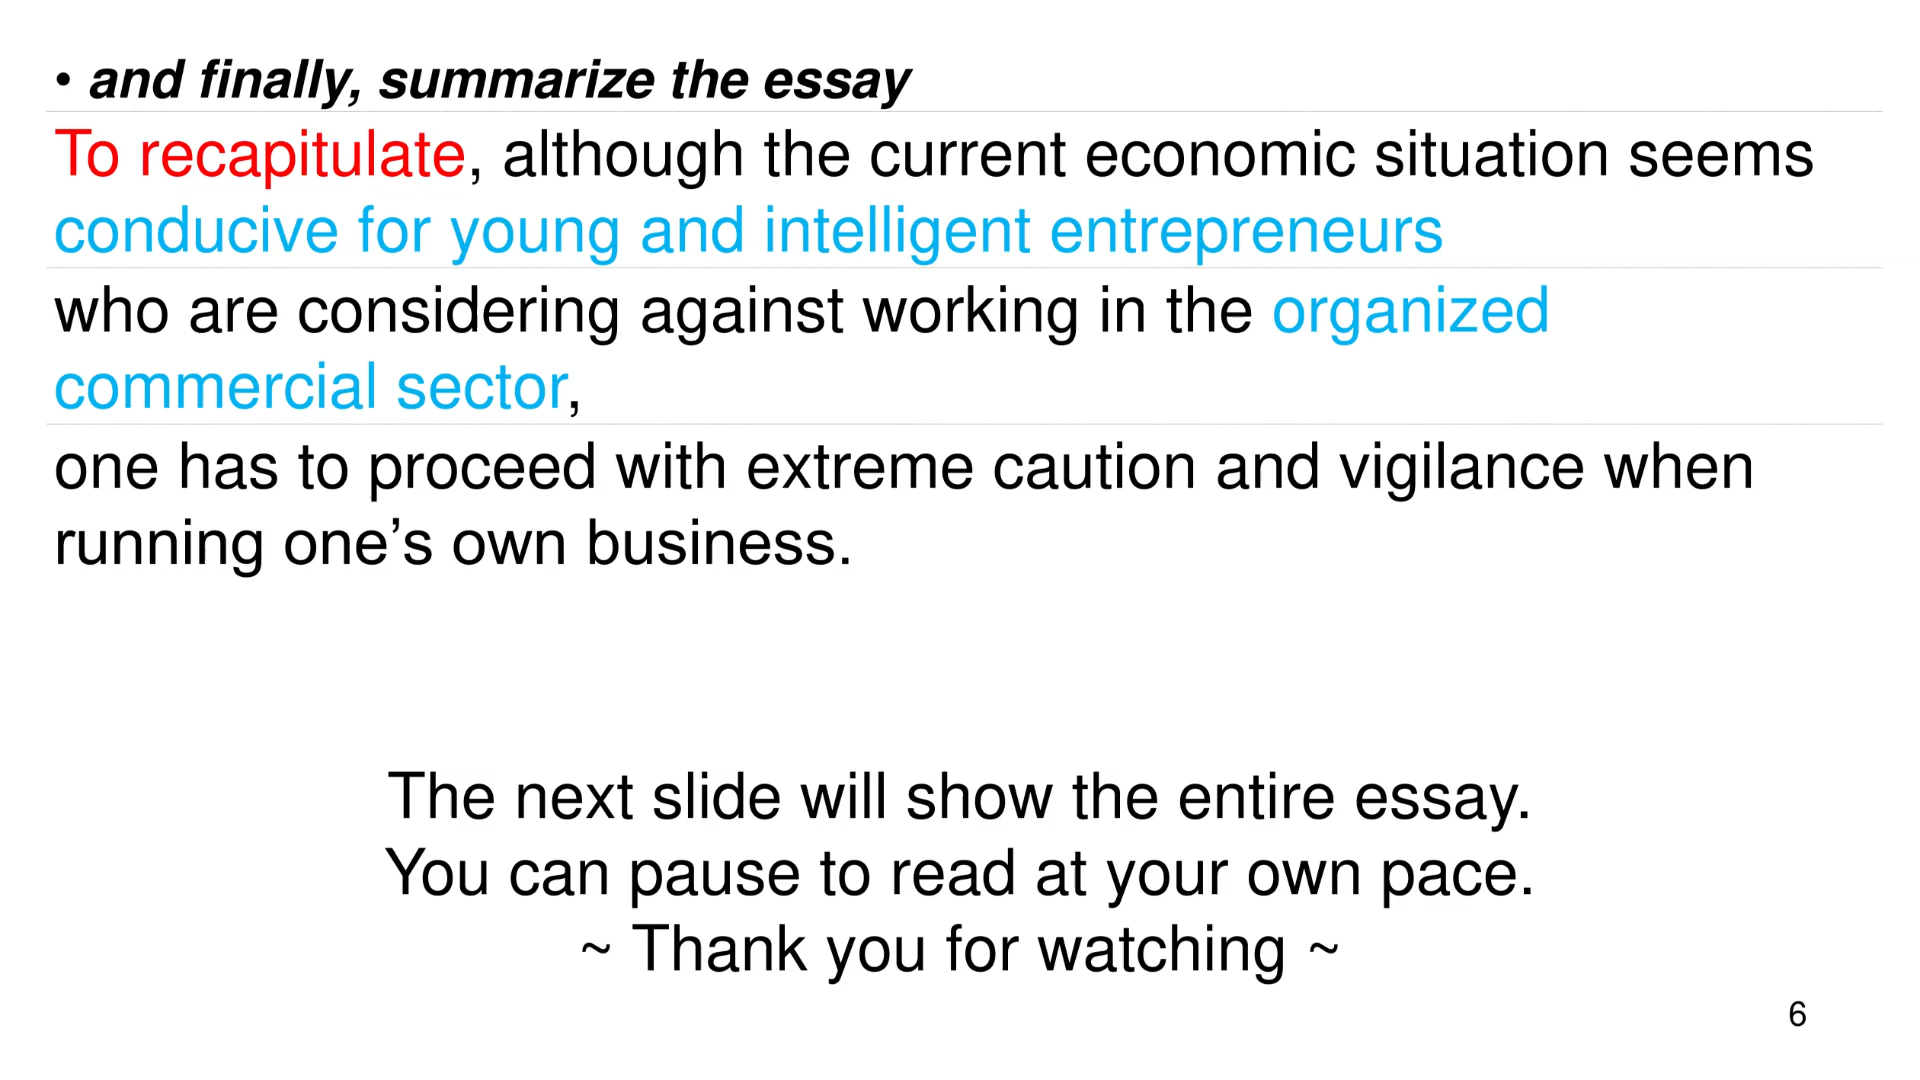 • and finally, summarize the essay
To recapitulate, although the current economic situation seems
conducive for young and intelligent entrepreneurs
who are considering against working in the organized
commercial sector,
one has to proceed with extreme caution and vigilance when
running one’s own business.
The next slide will show the entire essay.
You can pause to read at your own pace.
~ Thank you for watching ~
6